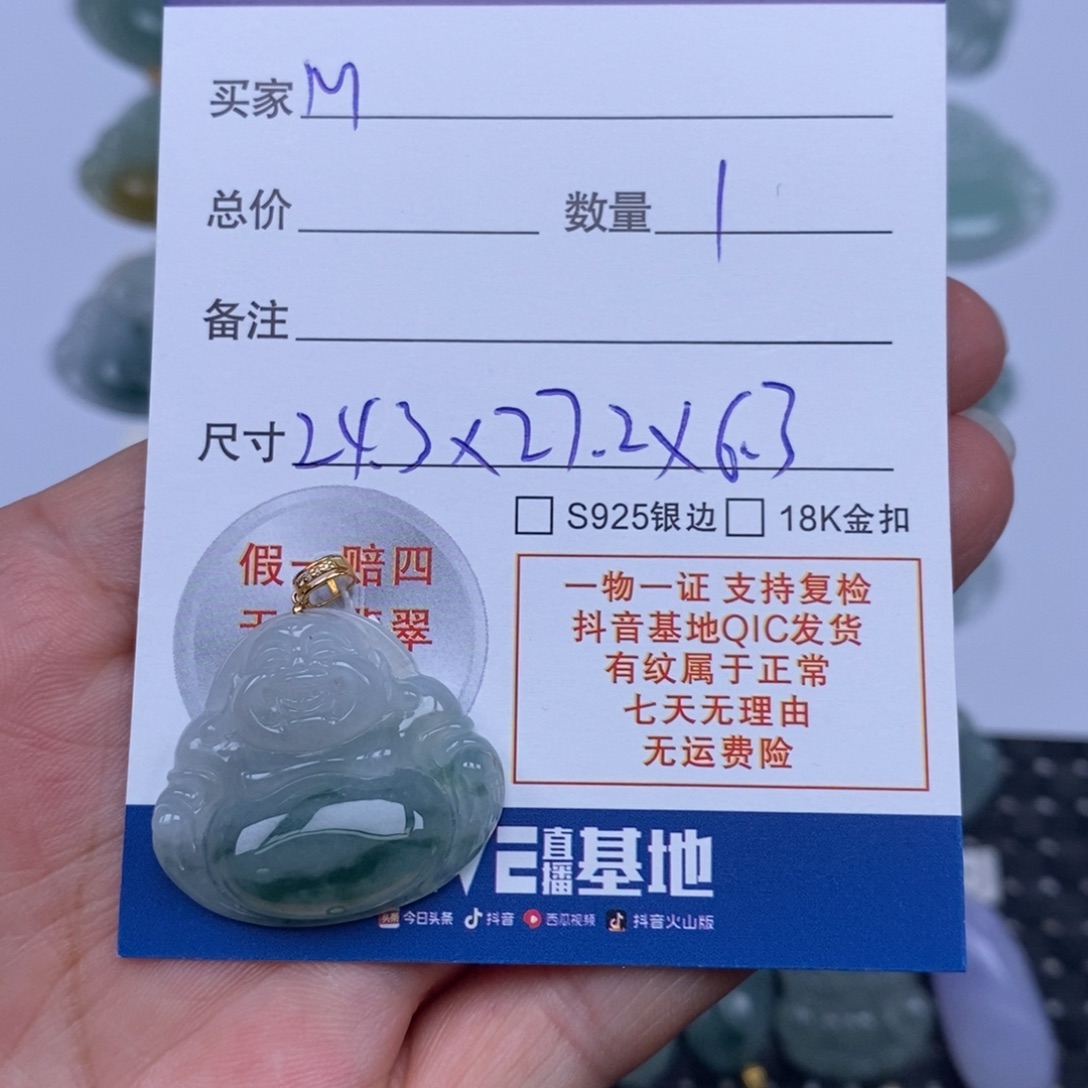 买家 M
总价 数量 1
备注
尺寸 24.3x27.2x6.3
S925银边 18K金扣
假一赔四
翠
一物一证 支持复检
抖音基地QIC发货
有纹属于正常
七天无理由
无运费险
直播基地
今日头条 抖音 西瓜视频 抖音火山版